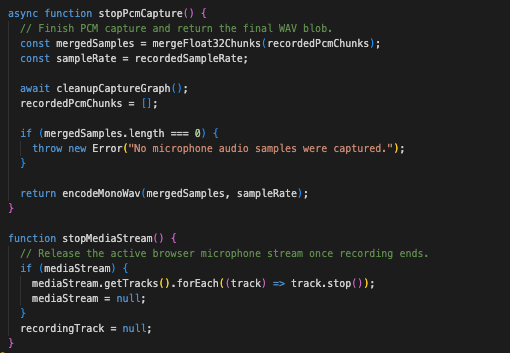 async function stopPcmCapture() {
  // Finish PCM capture and return the final WAV blob.
  const mergedSamples = mergeFloat32Chunks(recordedPcmChunks);
  const sampleRate = recordedSampleRate;

  await cleanupCaptureGraph();
  recordedPcmChunks = [];

  if (mergedSamples.length === 0) {
    throw new Error("No microphone audio samples were captured.");
  }

  return encodeMonoWav(mergedSamples, sampleRate);
}

function stopMediaStream() {
  // Release the active browser microphone stream once recording ends.
  if (mediaStream) {
    mediaStream.getTracks().forEach((track) => track.stop());
    mediaStream = null;
  }
  recordingTrack = null;
}